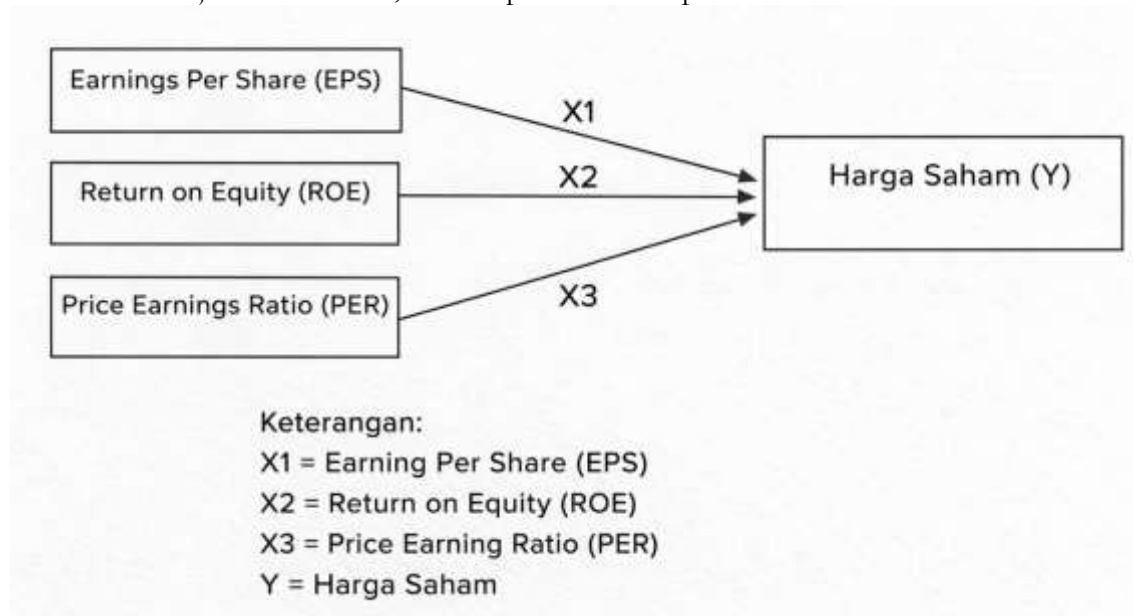 Earnings Per Share (EPS)
X1
Return on Equity (ROE)
X2
Harga Saham (Y)
Price Earnings Ratio (PER)
X3
Keterangan:
X1 = Earning Per Share (EPS)
X2 = Return on Equity (ROE)
X3 = Price Earning Ratio (PER)
Y = Harga Saham